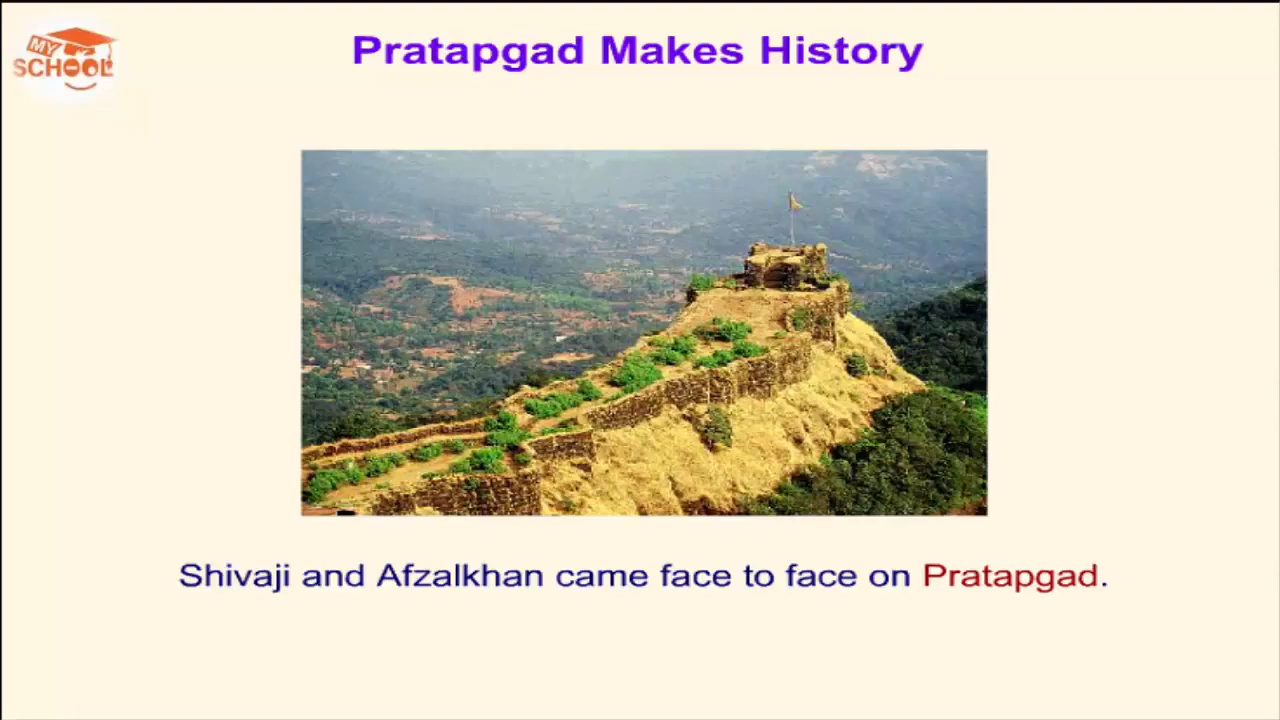 MY
SCHOOL
Pratapgad Makes History
Shivaji and Afzalkhan came face to face on Pratapgad.